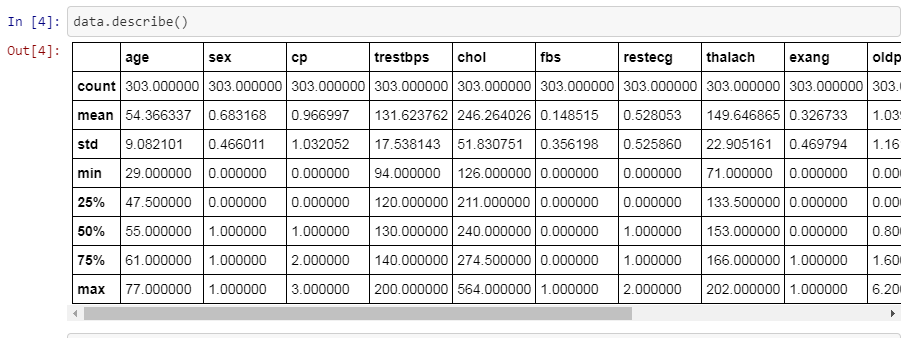 In [4]: data.describe()
Out[4]:
age sex cp trestbps chol fbs restecg thalach exang oldp
count 303.000000 303.000000 303.000000 303.000000 303.000000 303.000000 303.000000 303.000000 303.000000 303.
mean 54.366337 0.683168 0.966997 131.623762 246.264026 0.148515 0.528053 149.646865 0.326733 1.039
std 9.082101 0.466011 1.032052 17.538143 51.830751 0.356198 0.525860 22.905161 0.469794 1.16
min 29.000000 0.000000 0.000000 94.000000 126.000000 0.000000 0.000000 71.000000 0.000000 0.00
25% 47.500000 0.000000 0.000000 120.000000 211.000000 0.000000 0.000000 133.500000 0.000000 0.00
50% 55.000000 1.000000 1.000000 130.000000 240.000000 0.000000 1.000000 153.000000 0.000000 0.80
75% 61.000000 1.000000 2.000000 140.000000 274.500000 0.000000 1.000000 166.000000 1.000000 1.60
max 77.000000 1.000000 3.000000 200.000000 564.000000 1.000000 2.000000 202.000000 1.000000 6.20